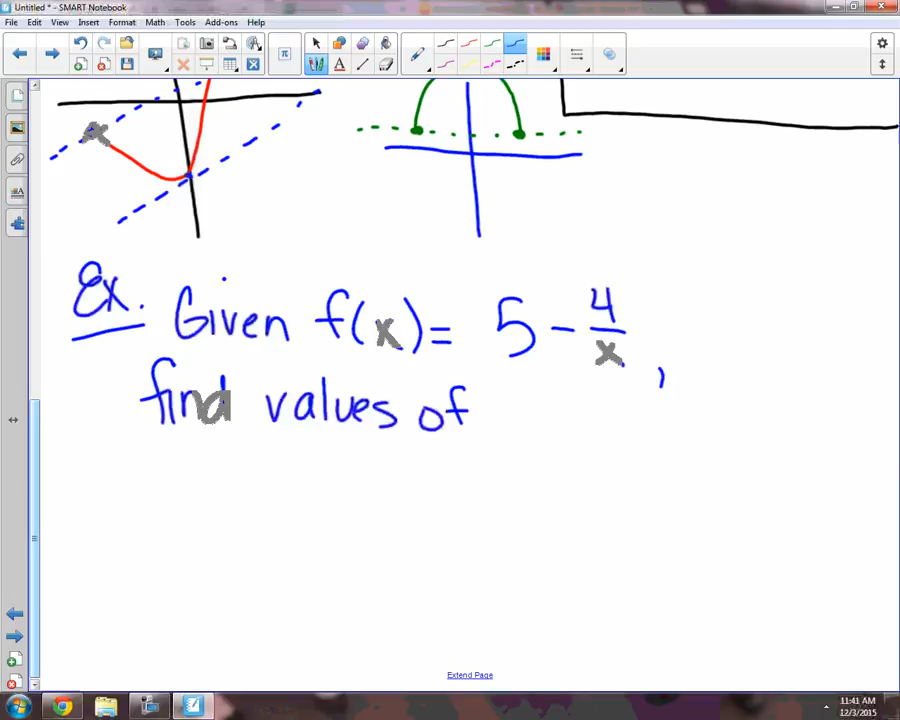 Untitled * - SMART Notebook
File Edit View Insert Format Math Tools Add-ons Help
Ex. Given f(x) = 5 - 4/x ,
find values of
Extend Page
11:41 AM
12/3/2015